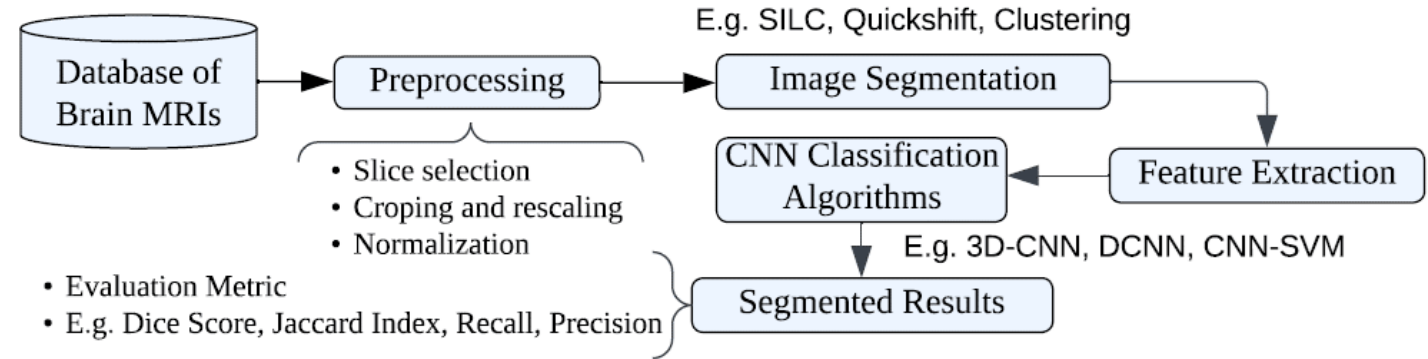 E.g. SILC, Quickshift, Clustering
Database of
Brain MRIs
Preprocessing
Image Segmentation
• Slice selection
• Croping and rescaling
• Normalization
CNN Classification
Algorithms
Feature Extraction
E.g. 3D-CNN, DCNN, CNN-SVM
Segmented Results
• Evaluation Metric
• E.g. Dice Score, Jaccard Index, Recall, Precision